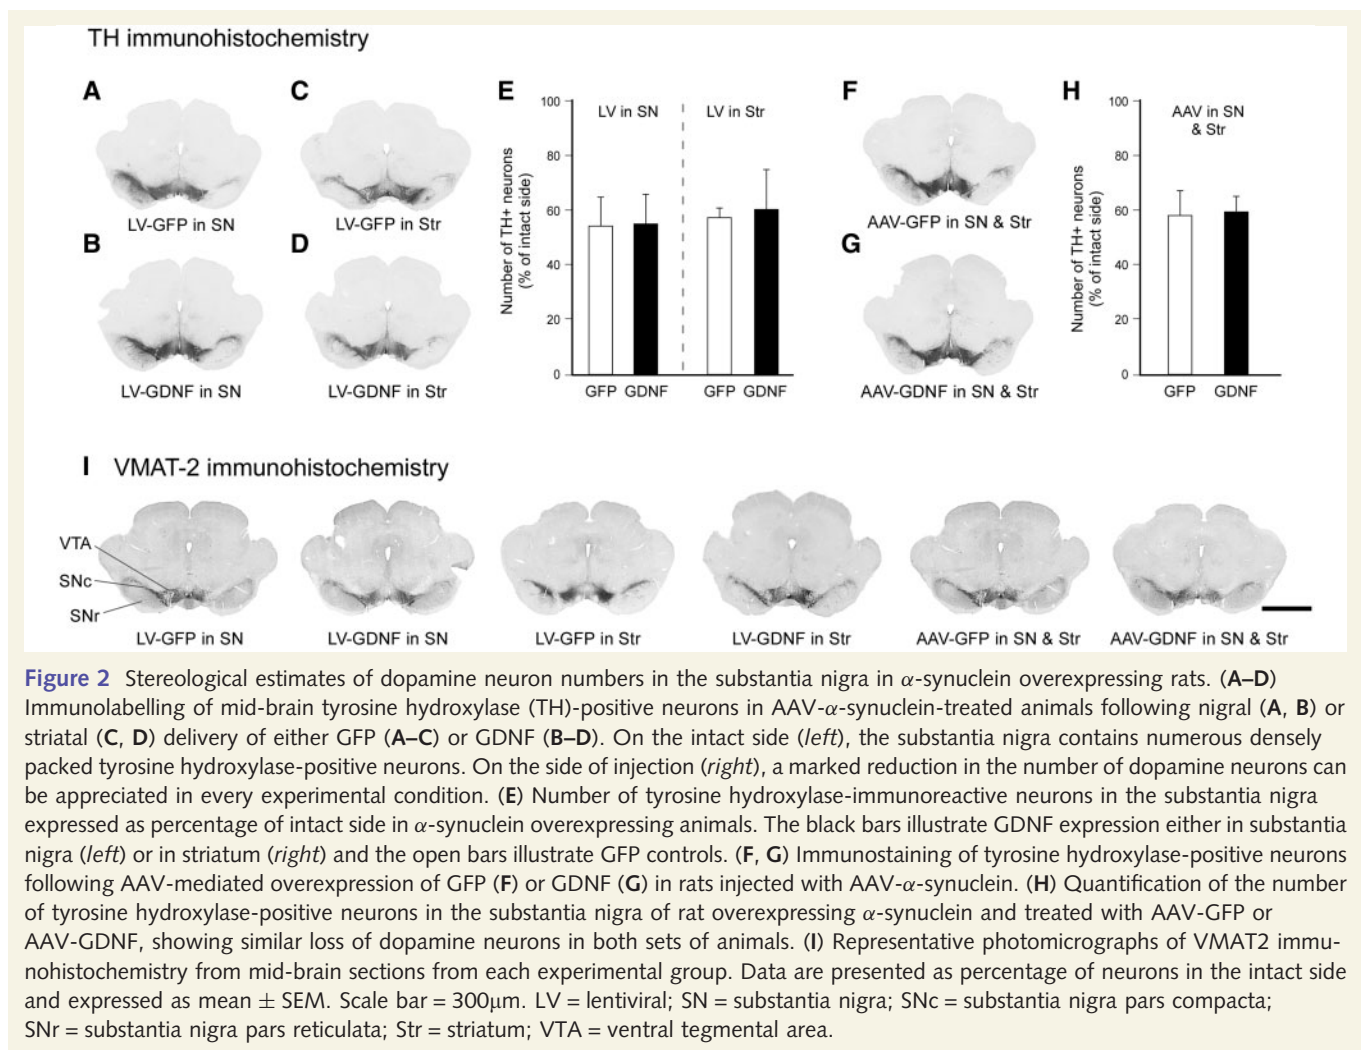 TH immunohistochemistry
A
LV-GFP in SN
B
LV-GDNF in SN
C
LV-GFP in Str
D
LV-GDNF in Str
E
Number of TH+ neurons
(% of intact side)
100
80
60
40
20
0
LV in SN
LV in Str
GFP GDNF
GFP GDNF
F
AAV-GFP in SN & Str
G
AAV-GDNF in SN & Str
H
Number of TH+ neurons
(% of intact side)
100
80
60
40
20
0
AAV in SN
& Str
GFP GDNF
I VMAT-2 immunohistochemistry
VTA
SNc
SNr
LV-GFP in SN
LV-GDNF in SN
LV-GFP in Str
LV-GDNF in Str
AAV-GFP in SN & Str
AAV-GDNF in SN & Str
Figure 2 Stereological estimates of dopamine neuron numbers in the substantia nigra in α-synuclein overexpressing rats. (A–D)
Immunolabelling of mid-brain tyrosine hydroxylase (TH)-positive neurons in AAV-α-synuclein-treated animals following nigral (A, B) or
striatal (C, D) delivery of either GFP (A–C) or GDNF (B–D). On the intact side (left), the substantia nigra contains numerous densely
packed tyrosine hydroxylase-positive neurons. On the side of injection (right), a marked reduction in the number of dopamine neurons can
be appreciated in every experimental condition. (E) Number of tyrosine hydroxylase-immunoreactive neurons in the substantia nigra
expressed as percentage of intact side in α-synuclein overexpressing animals. The black bars illustrate GDNF expression either in substantia
nigra (left) or in striatum (right) and the open bars illustrate GFP controls. (F, G) Immunostaining of tyrosine hydroxylase-positive neurons
following AAV-mediated overexpression of GFP (F) or GDNF (G) in rats injected with AAV-α-synuclein. (H) Quantification of the number
of tyrosine hydroxylase-positive neurons in the substantia nigra of rat overexpressing α-synuclein and treated with AAV-GFP or
AAV-GDNF, showing similar loss of dopamine neurons in both sets of animals. (I) Representative photomicrographs of VMAT2 immu-
nohistochemistry from mid-brain sections from each experimental group. Data are presented as percentage of neurons in the intact side
and expressed as mean ± SEM. Scale bar = 300μm. LV = lentiviral; SN = substantia nigra; SNc = substantia nigra pars compacta;
SNr = substantia nigra pars reticulata; Str = striatum; VTA = ventral tegmental area.